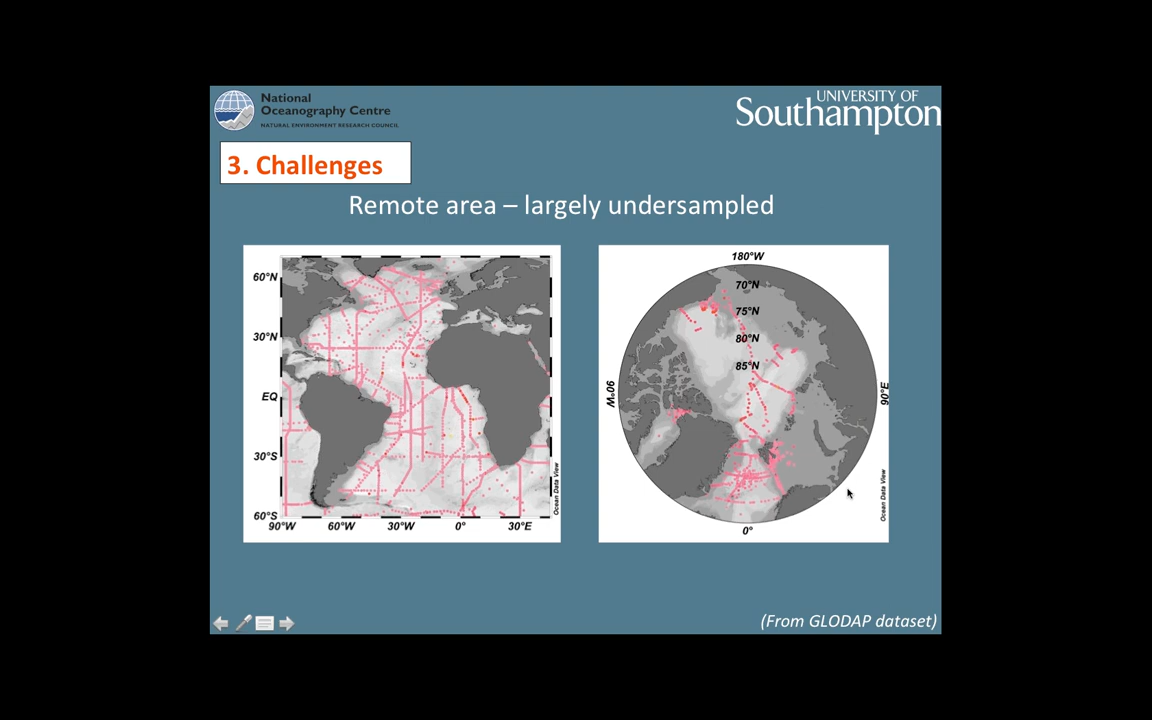 National
Oceanography Centre
NATURAL ENVIRONMENT RESEARCH COUNCIL
UNIVERSITY OF
Southampton
3. Challenges
Remote area – largely undersampled
60°N
30°N
EQ
30°S
60°S
90°W 60°W 30°W 0° 30°E
Ocean Data View
180°W
70°N
75°N
80°N
85°N
90°W
90°E
0°
Ocean Data View
(From GLODAP dataset)